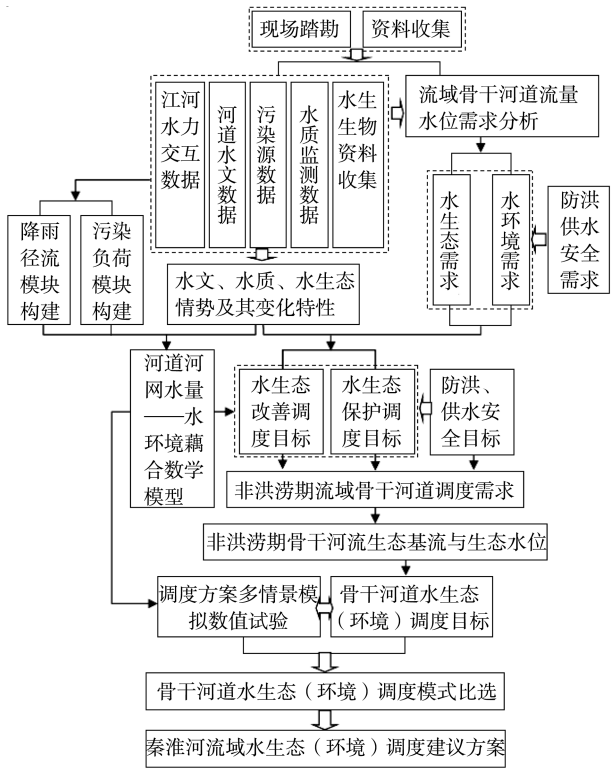 现场踏勘
资料收集
江河
水力
交互
数据
河道水文数据
污染源数据
水质监测数据
水生
生物
资料
收集
流域骨干河道流量
水位需求分析
水生态需求
水环境需求
防洪
供水
安全
需求
降雨
径流
模块
构建
污染
负荷
模块
构建
水文、水质、水生态
情势及其变化特性
河道河
网水量
——水
环境藕
合数学
模型
水生态
改善调
度目标
水生态
保护调
度目标
防洪、
供水安
全目标
非洪涝期流域骨干河道调度需求
非洪涝期骨干河流生态基流与生态水位
调度方案多情景模
拟数值试验
骨干河道水生态
（环境）调度目标
骨干河道水生态（环境）调度模式比选
秦淮河流域水生态（环境）调度建议方案